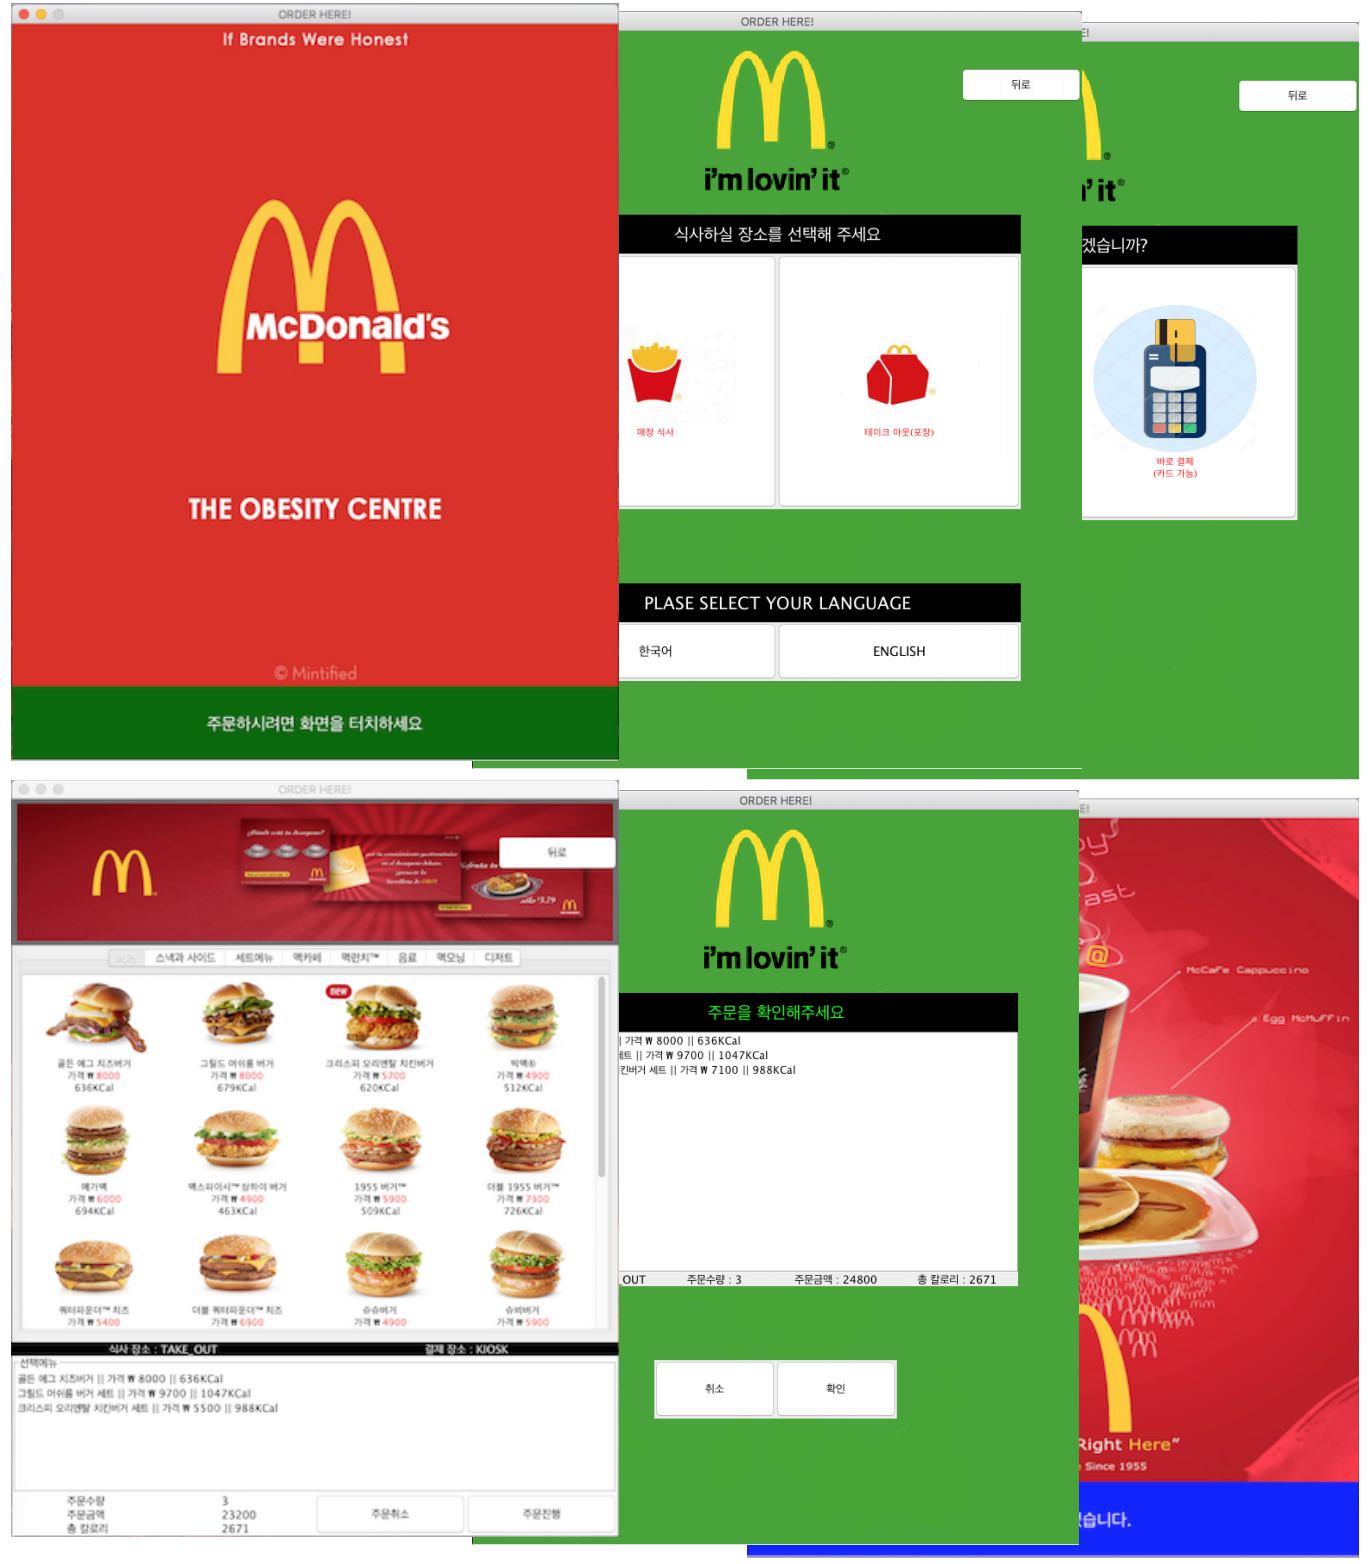 ORDER HERE!
If Brands Were Honest
McDonald's
THE OBESITY CENTRE
© Mintified
주문하시려면 화면을 터치하세요
ORDER HERE!
뒤로
i'm lovin' it®
식사하실 장소를 선택해 주세요
매장 식사
테이크 아웃(포장)
PLASE SELECT YOUR LANGUAGE
한국어
ENGLISH
E!
뒤로
' it®
겠습니까?
바로 결제
(카드 가능)
ORDER HERE!
뒤로
스낵과 사이드 세트메뉴 맥카페 맥런치™ 음료 맥모닝 디저트
new
골든 에그 치즈버거 그릴드 머쉬룸 버거 크리스피 오리엔탈 치킨버거 빅맥®
가격 ₩ 8000 가격 ₩ 8000 가격 ₩ 5700 가격 ₩ 4900
636KCal 679KCal 620KCal 512KCal
메가맥 맥스파이시™ 상하이 버거 1955 버거™ 더블 1955 버거™
가격 ₩ 6000 가격 ₩ 4900 가격 ₩ 5900 가격 ₩ 7300
694KCal 463KCal 509KCal 726KCal
쿼터파운더™ 치즈 더블 쿼터파운더™ 치즈 슈슈버거 슈비버거
가격 ₩ 5400 가격 ₩ 6900 가격 ₩ 4900 가격 ₩ 5900
식사 장소 : TAKE_OUT 결제 장소 : KIOSK
선택메뉴
골든 에그 치즈버거 || 가격 ₩ 8000 || 636KCal
그릴드 머쉬룸 버거 세트 || 가격 ₩ 9700 || 1047KCal
크리스피 오리엔탈 치킨버거 세트 || 가격 ₩ 5500 || 988KCal
주문수량 3
주문금액 23200
총 칼로리 2671
주문취소 주문진행
ORDER HERE!
i'm lovin' it®
주문을 확인해주세요
| 가격 ₩ 8000 || 636KCal
세트 || 가격 ₩ 9700 || 1047KCal
킨버거 세트 || 가격 ₩ 7100 || 988KCal
_OUT 주문수량 : 3 주문금액 : 24800 총 칼로리 : 2671
취소 확인
E!
ast
@
McCaFe Cappuccino
Egg McMuFFin
Right Here"
Since 1955
습니다.